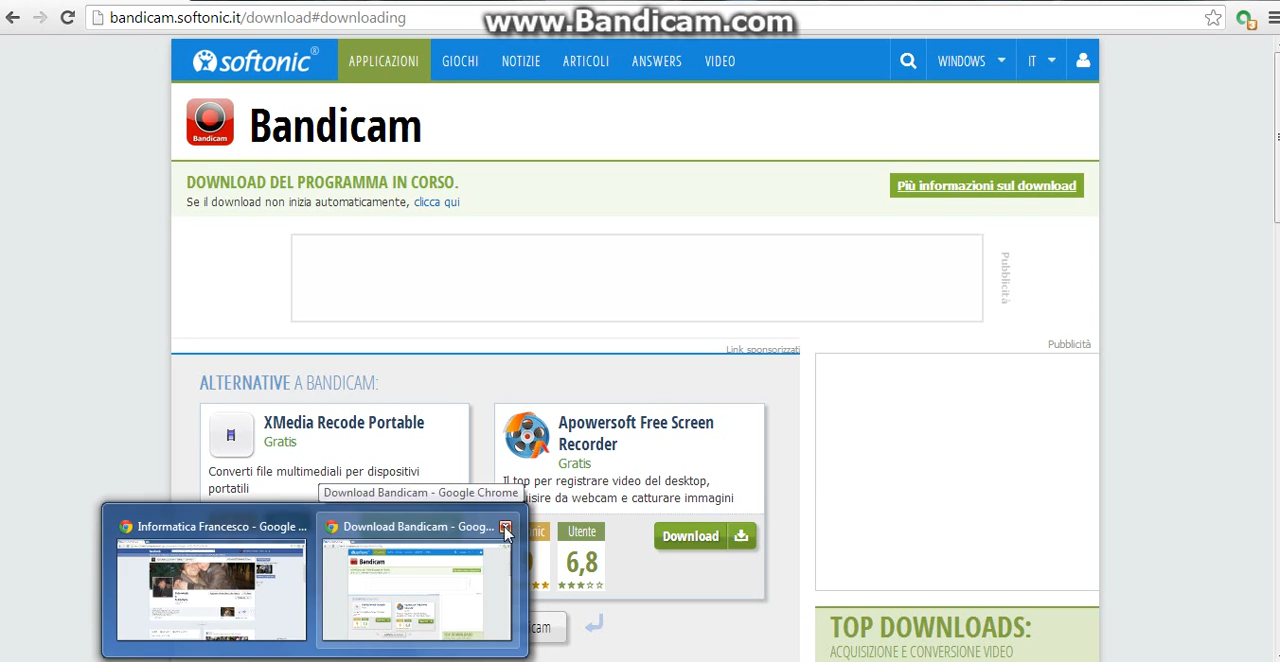 bandicam.softonic.it/download#downloading
www.Bandicam.com
3
softonic®
APPLICAZIONI
GIOCHI
NOTIZIE
ARTICOLI
ANSWERS
VIDEO
WINDOWS
IT
Bandicam
Bandicam
DOWNLOAD DEL PROGRAMMA IN CORSO.
Se il download non inizia automaticamente, clicca qui
Più informazioni sul download
Pubblicità
Link sponsorizzati
Pubblicità
ALTERNATIVE A BANDICAM:
XMedia Recode Portable
Gratis
Converti file multimediali per dispositivi
portatili
Apowersoft Free Screen
Recorder
Gratis
Il top per registrare video del desktop,
da webcam e catturare immagini
Download Bandicam - Google Chrome
Informatica Francesco - Google ...
Download Bandicam - Goog...
Utente
6,8
Download
TOP DOWNLOADS:
ACQUISIZIONE E CONVERSIONE VIDEO